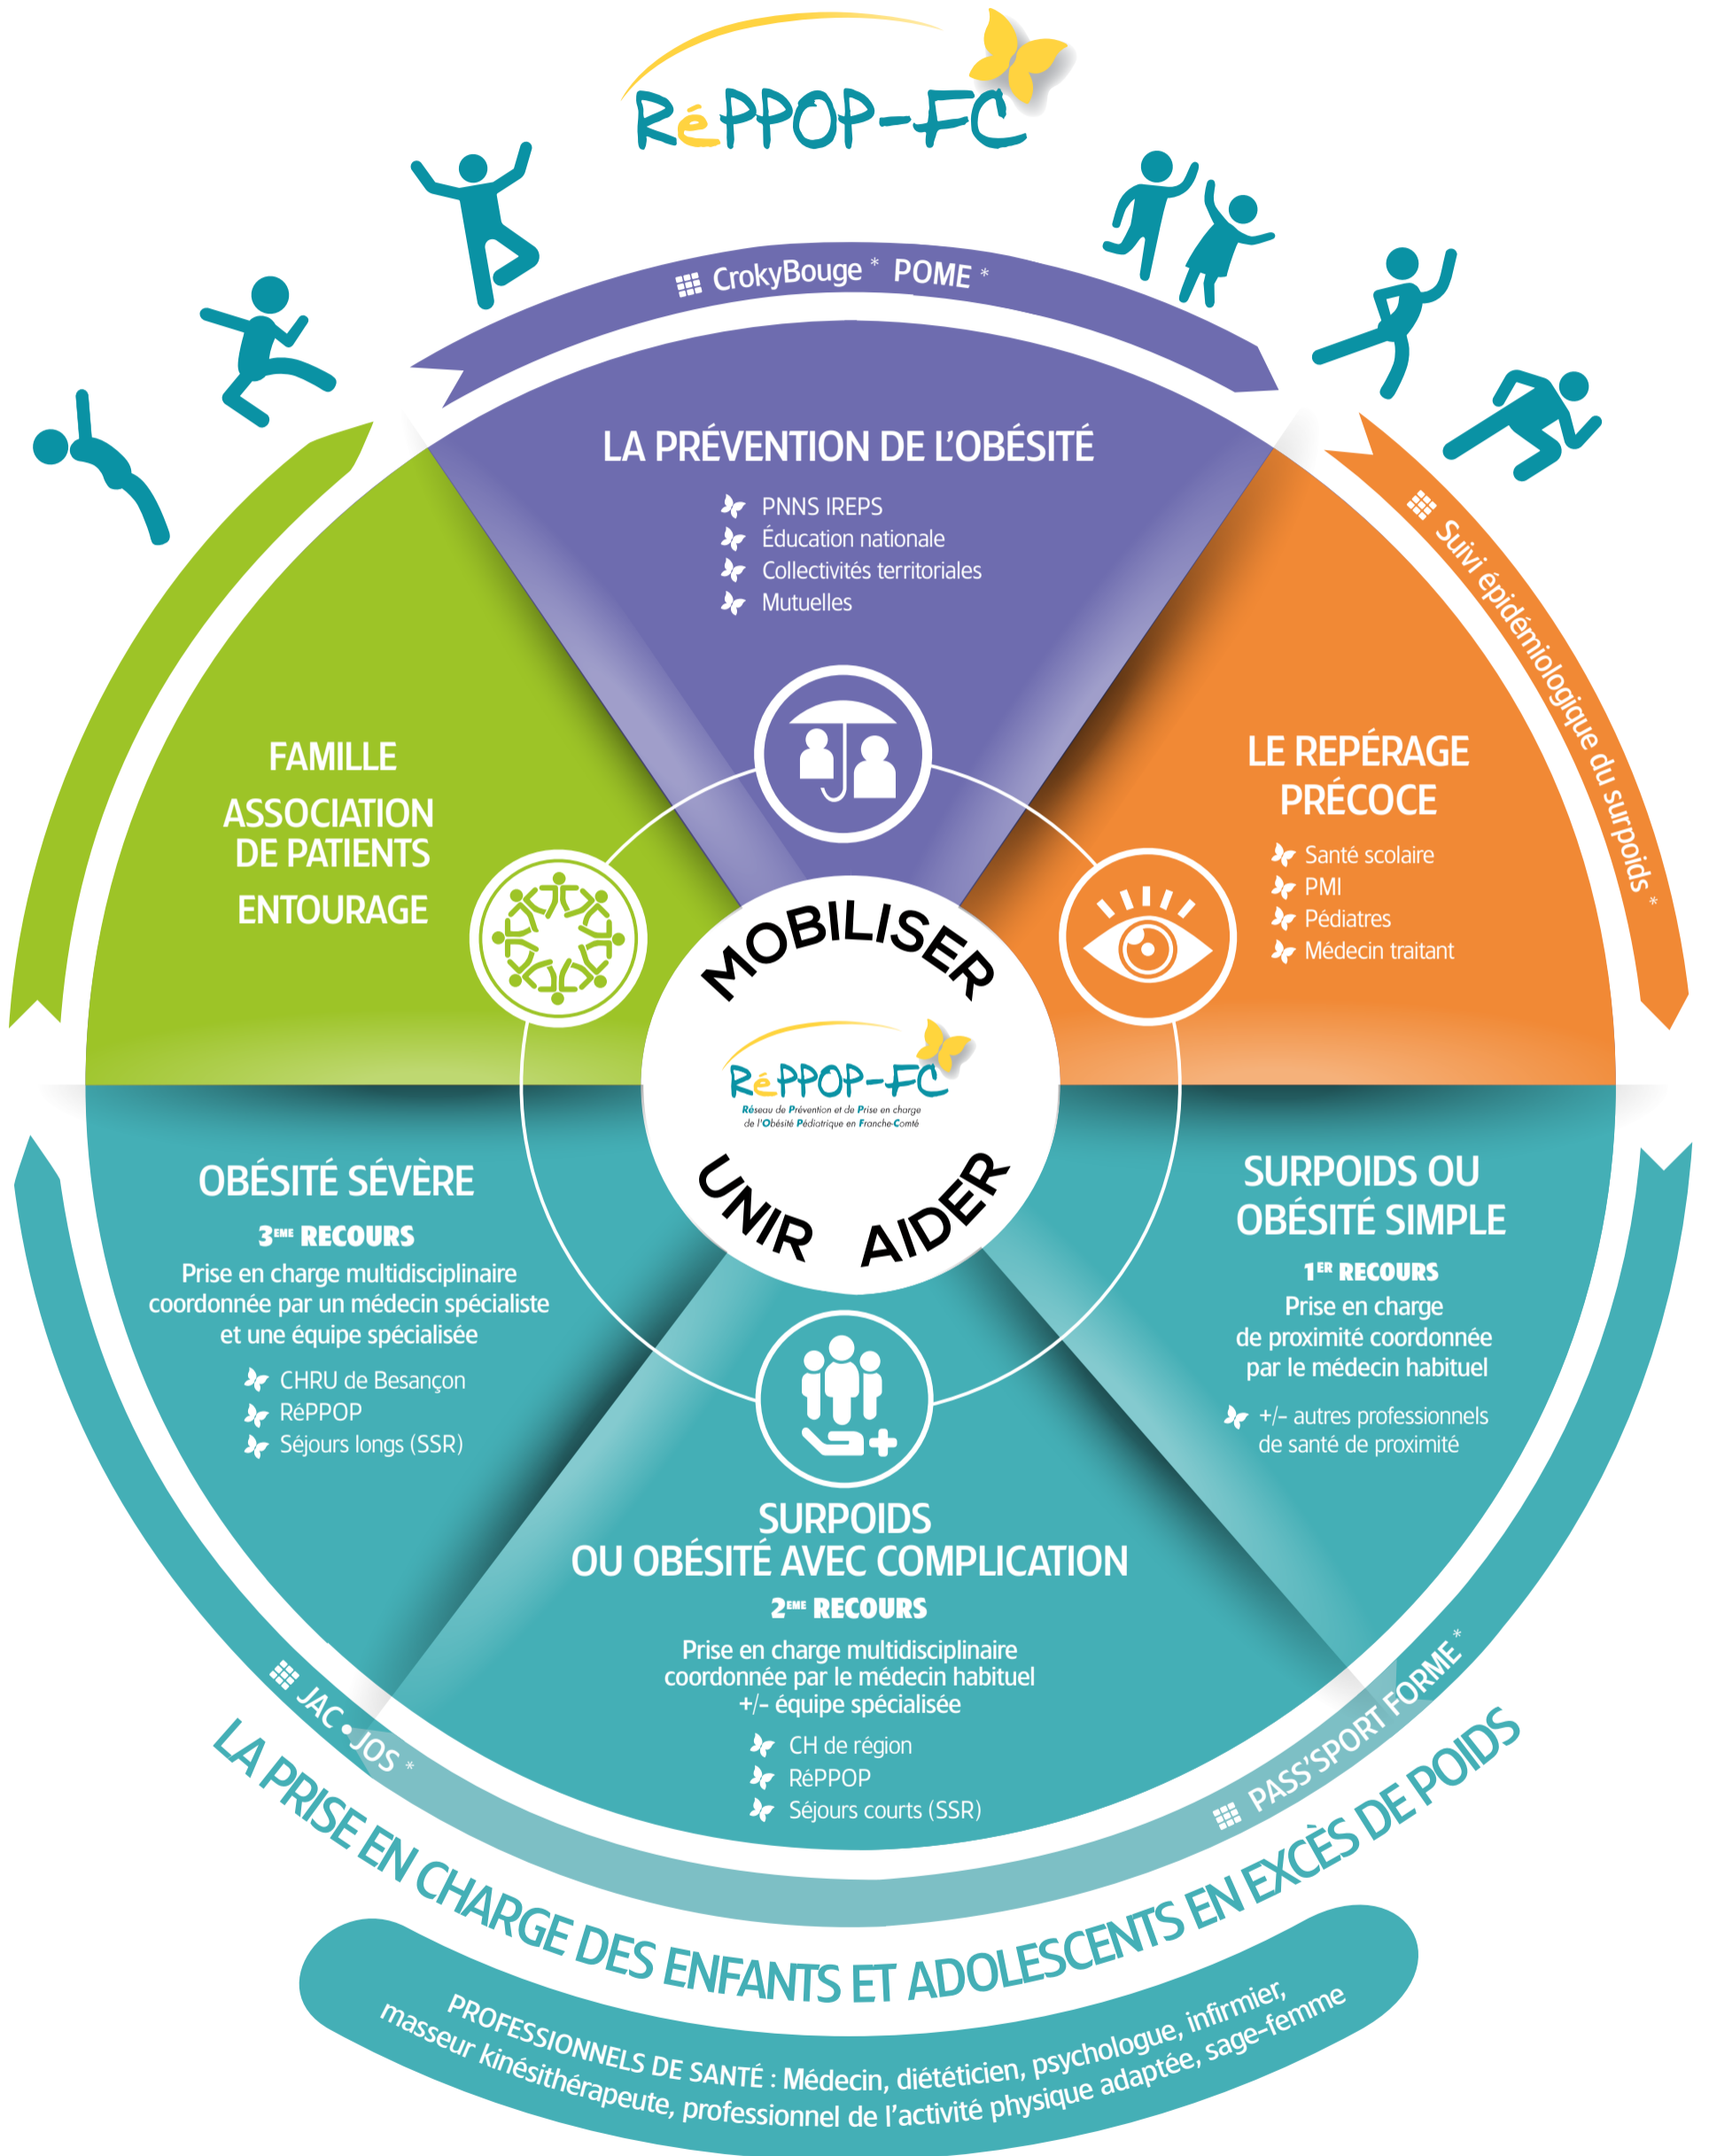 RéPPOP-FC
CrokyBouge * POME *
LA PRÉVENTION DE L'OBÉSITÉ
PNNS IREPS
Éducation nationale
Collectivités territoriales
Mutuelles
Suivi épidémiologique du surpoids *
LE REPÉRAGE
PRÉCOCE
Santé scolaire
PMI
Pédiatres
Médecin traitant
FAMILLE
ASSOCIATION
DE PATIENTS
ENTOURAGE
MOBILISER
RéPPOP-FC
Réseau de Prévention et de Prise en charge
de l'Obésité Pédiatrique en Franche-Comté
UNIR AIDER
SURPOIDS OU
OBÉSITÉ SIMPLE
1ER RECOURS
Prise en charge
de proximité coordonnée
par le médecin habituel
+/- autres professionnels
de santé de proximité
OBÉSITÉ SÉVÈRE
3EME RECOURS
Prise en charge multidisciplinaire
coordonnée par un médecin spécialiste
et une équipe spécialisée
CHRU de Besançon
RéPPOP
Séjours longs (SSR)
SURPOIDS
OU OBÉSITÉ AVEC COMPLICATION
2EME RECOURS
Prise en charge multidisciplinaire
coordonnée par le médecin habituel
+/- équipe spécialisée
CH de région
RéPPOP
Séjours courts (SSR)
JAC • JOS *
PASS'SPORT FORME *
LA PRISE EN CHARGE DES ENFANTS ET ADOLESCENTS EN EXCÈS DE POIDS
PROFESSIONNELS DE SANTÉ : Médecin, diététicien, psychologue, infirmier,
masseur kinésithérapeute, professionnel de l'activité physique adaptée, sage-femme